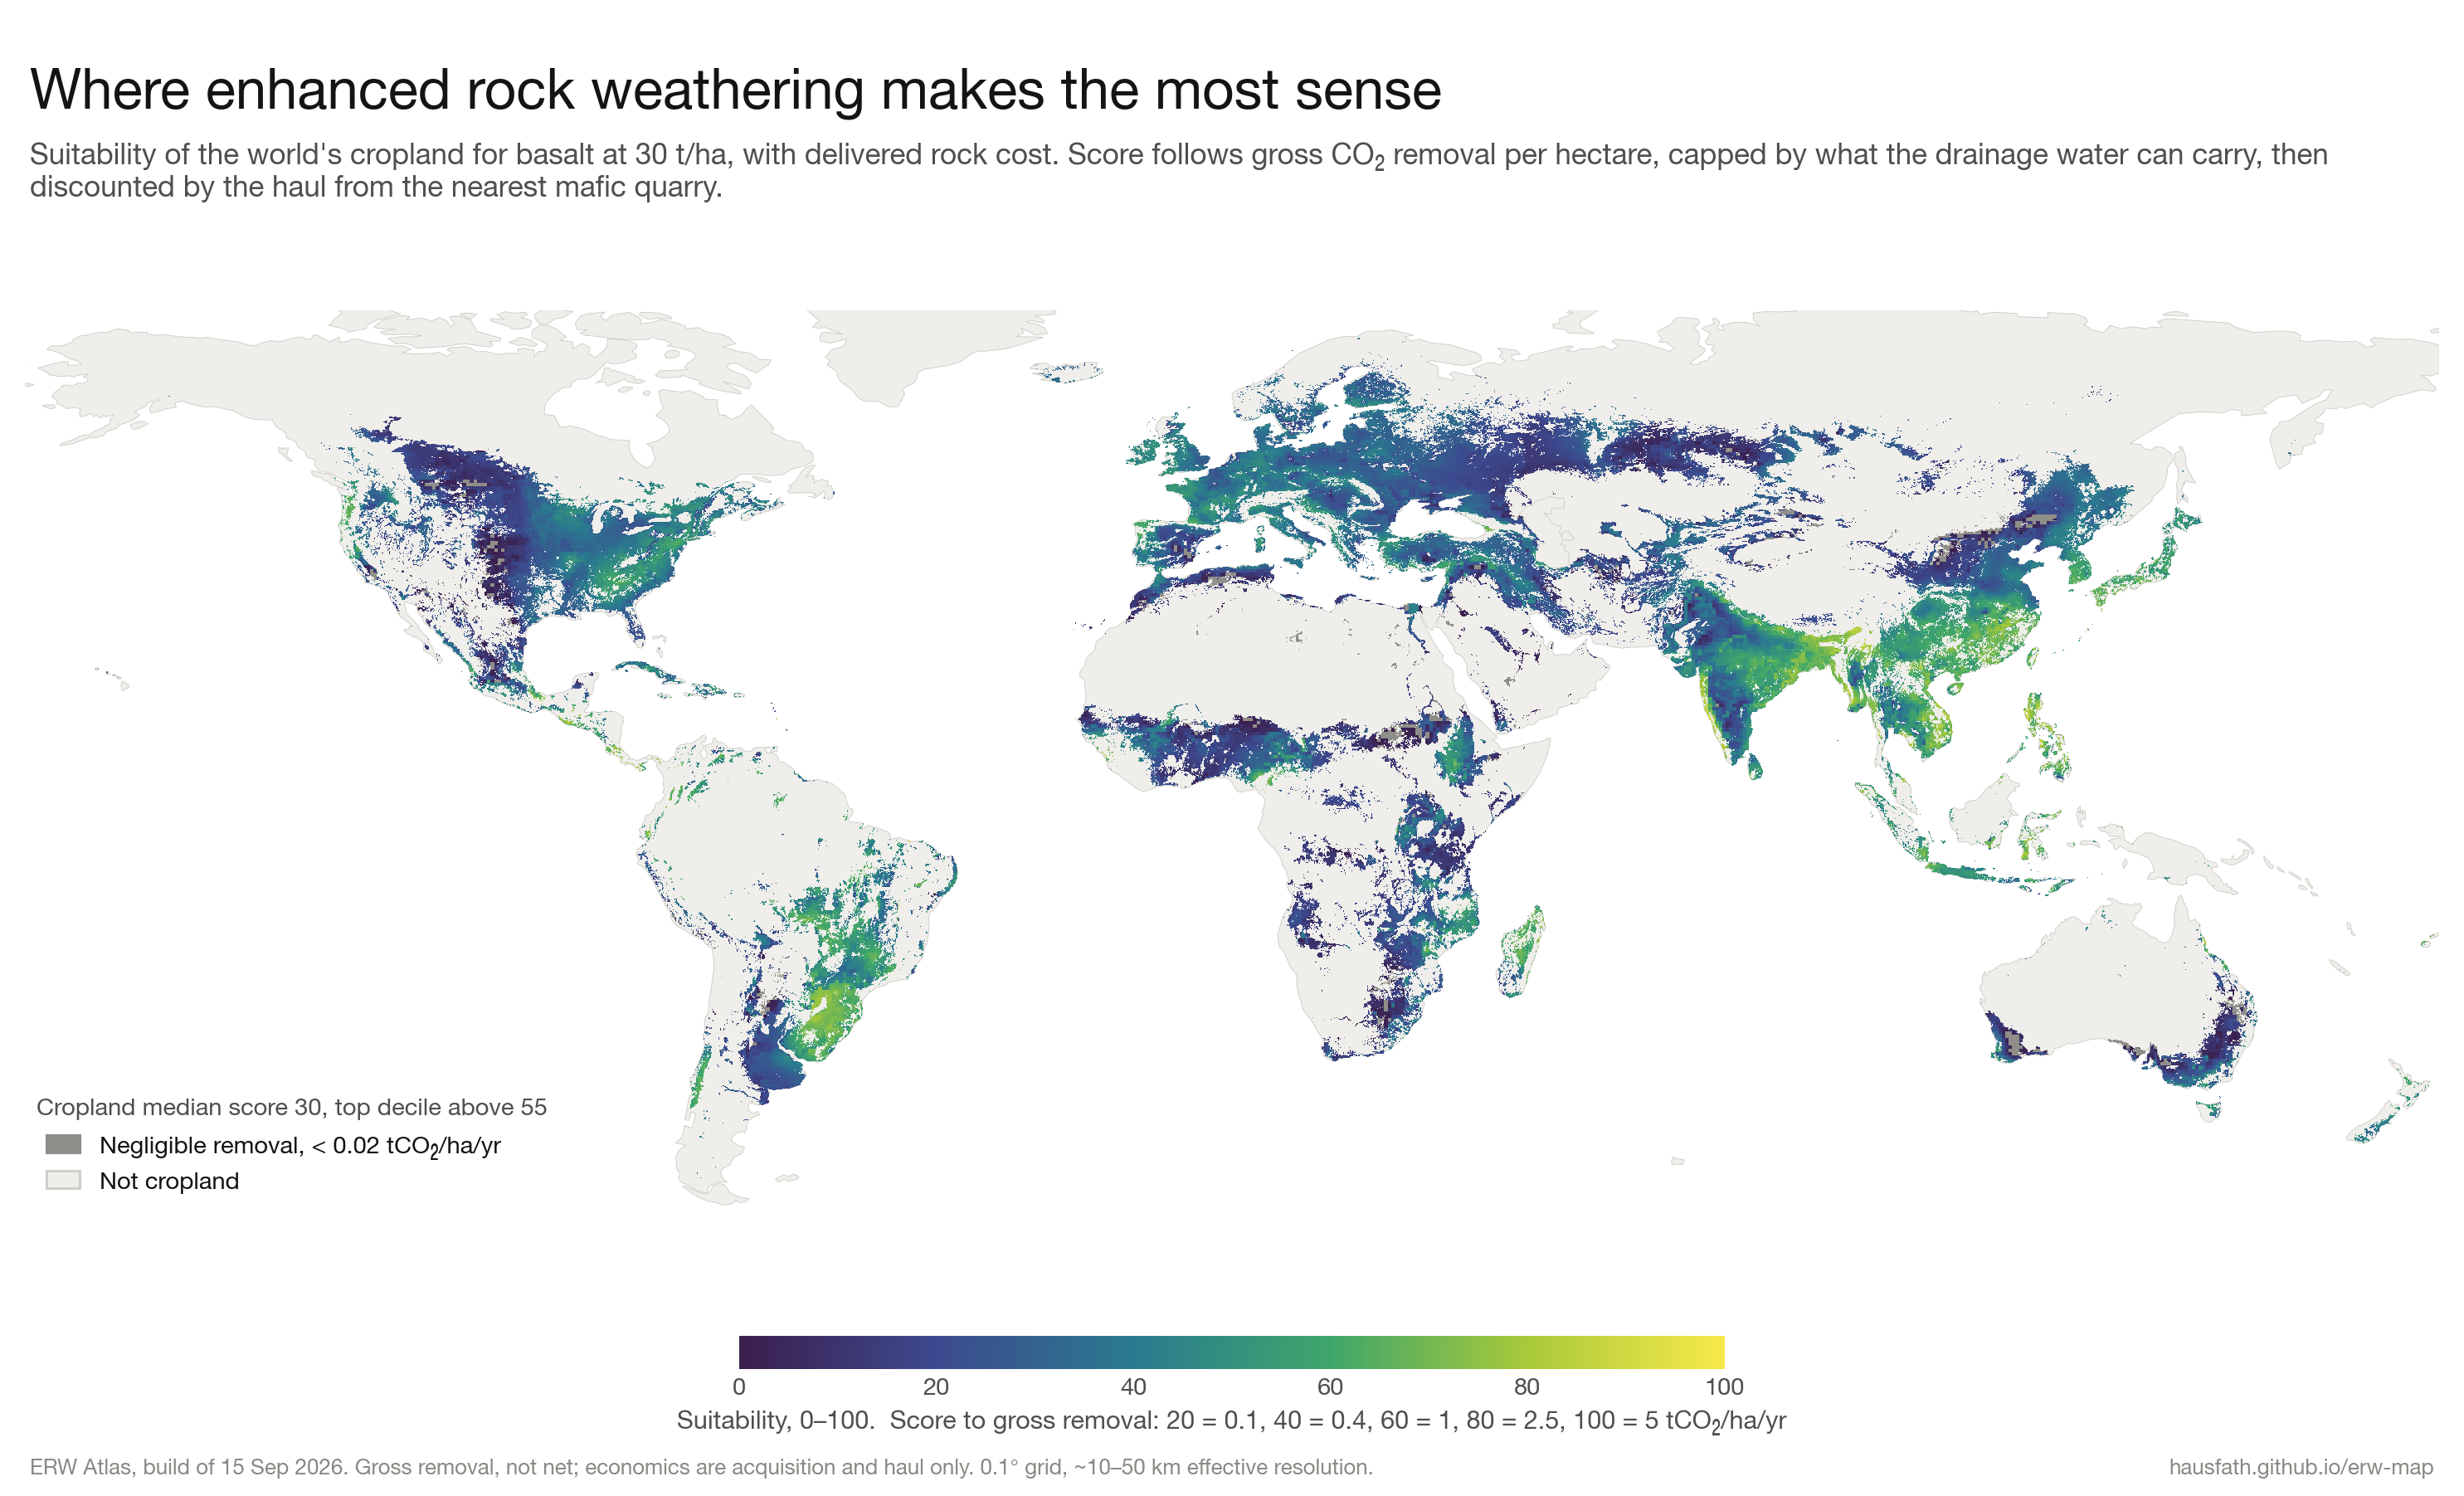 Where enhanced rock weathering makes the most sense
Suitability of the world's cropland for basalt at 30 t/ha, with delivered rock cost. Score follows gross CO₂ removal per hectare, capped by what the drainage water can carry, then
discounted by the haul from the nearest mafic quarry.
Cropland median score 30, top decile above 55
Negligible removal, < 0.02 tCO₂/ha/yr
Not cropland
0 20 40 60 80 100
Suitability, 0–100.  Score to gross removal: 20 = 0.1, 40 = 0.4, 60 = 1, 80 = 2.5, 100 = 5 tCO₂/ha/yr
ERW Atlas, build of 15 Sep 2026. Gross removal, not net; economics are acquisition and haul only. 0.1° grid, ~10–50 km effective resolution.
hausfath.github.io/erw-map